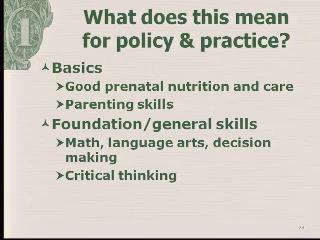 What does this mean
for policy & practice?
Basics
Good prenatal nutrition and care
Parenting skills
Foundation/general skills
Math, language arts, decision
making
Critical thinking